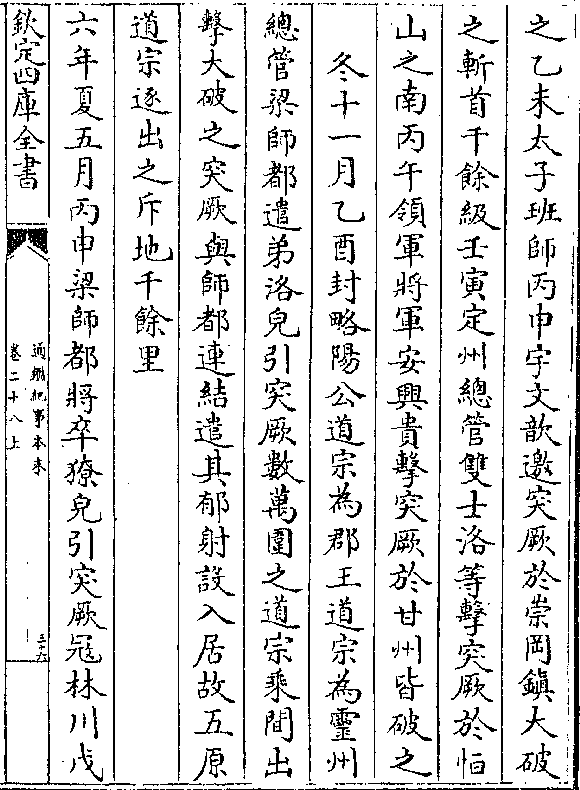 之乙未太子班師丙申宇文歆邀突厥於崇岡鎮大破
之斬首千餘級壬寅定州總管雙士洛等擊突厥於恒
山之南丙午領軍將軍安興貴擊突厥於甘州皆破之
冬十一月乙酉封略陽公道宗為郡王道宗為靈州
總管梁師都遣弟洛兒引突厥數萬圍之道宗乘間出
擊大破之突厥與師都連結遣其郁射設入居故五原
道宗逐出之斥地千餘里
六年夏五月丙申梁師都將卒獠兒引突厥冦林川戊
欽定四庫全書
通鑑紀事本末
卷二十八上
三十六